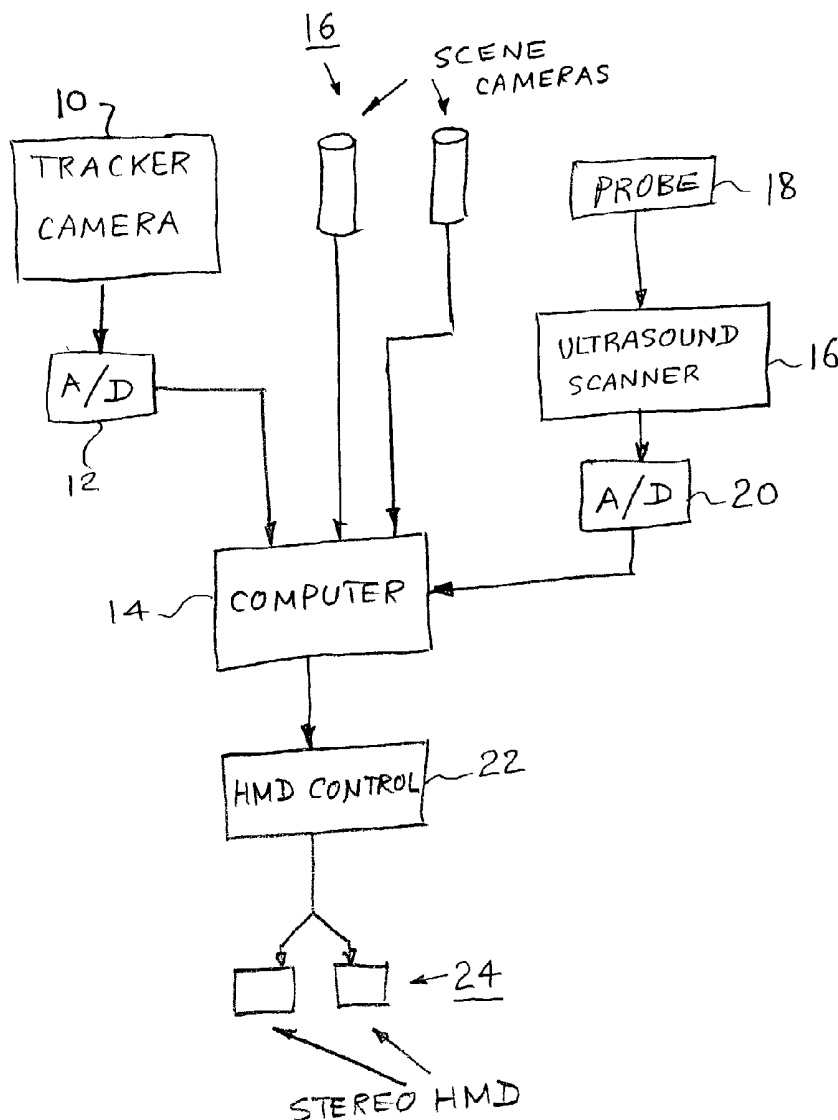 16
SCENE
CAMERAS
10
TRACKER
CAMERA
PROBE
18
ULTRASOUND
SCANNER
16
A/D
12
A/D
20
14
COMPUTER
HMD CONTROL
22
24
STEREO HMD